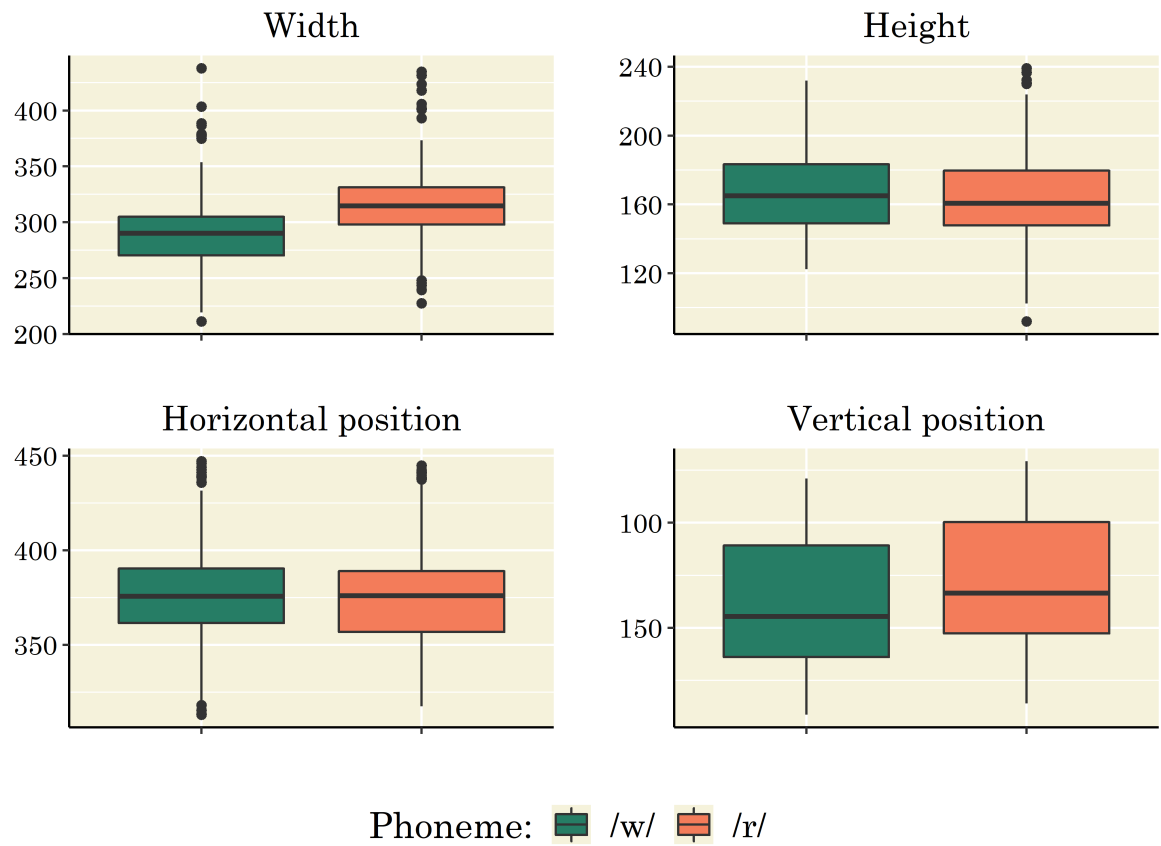 Width
400
350
300
250
200
Height
240
200
160
120
Horizontal position
450
400
350
Vertical position
100
150
Phoneme: /w/ /r/